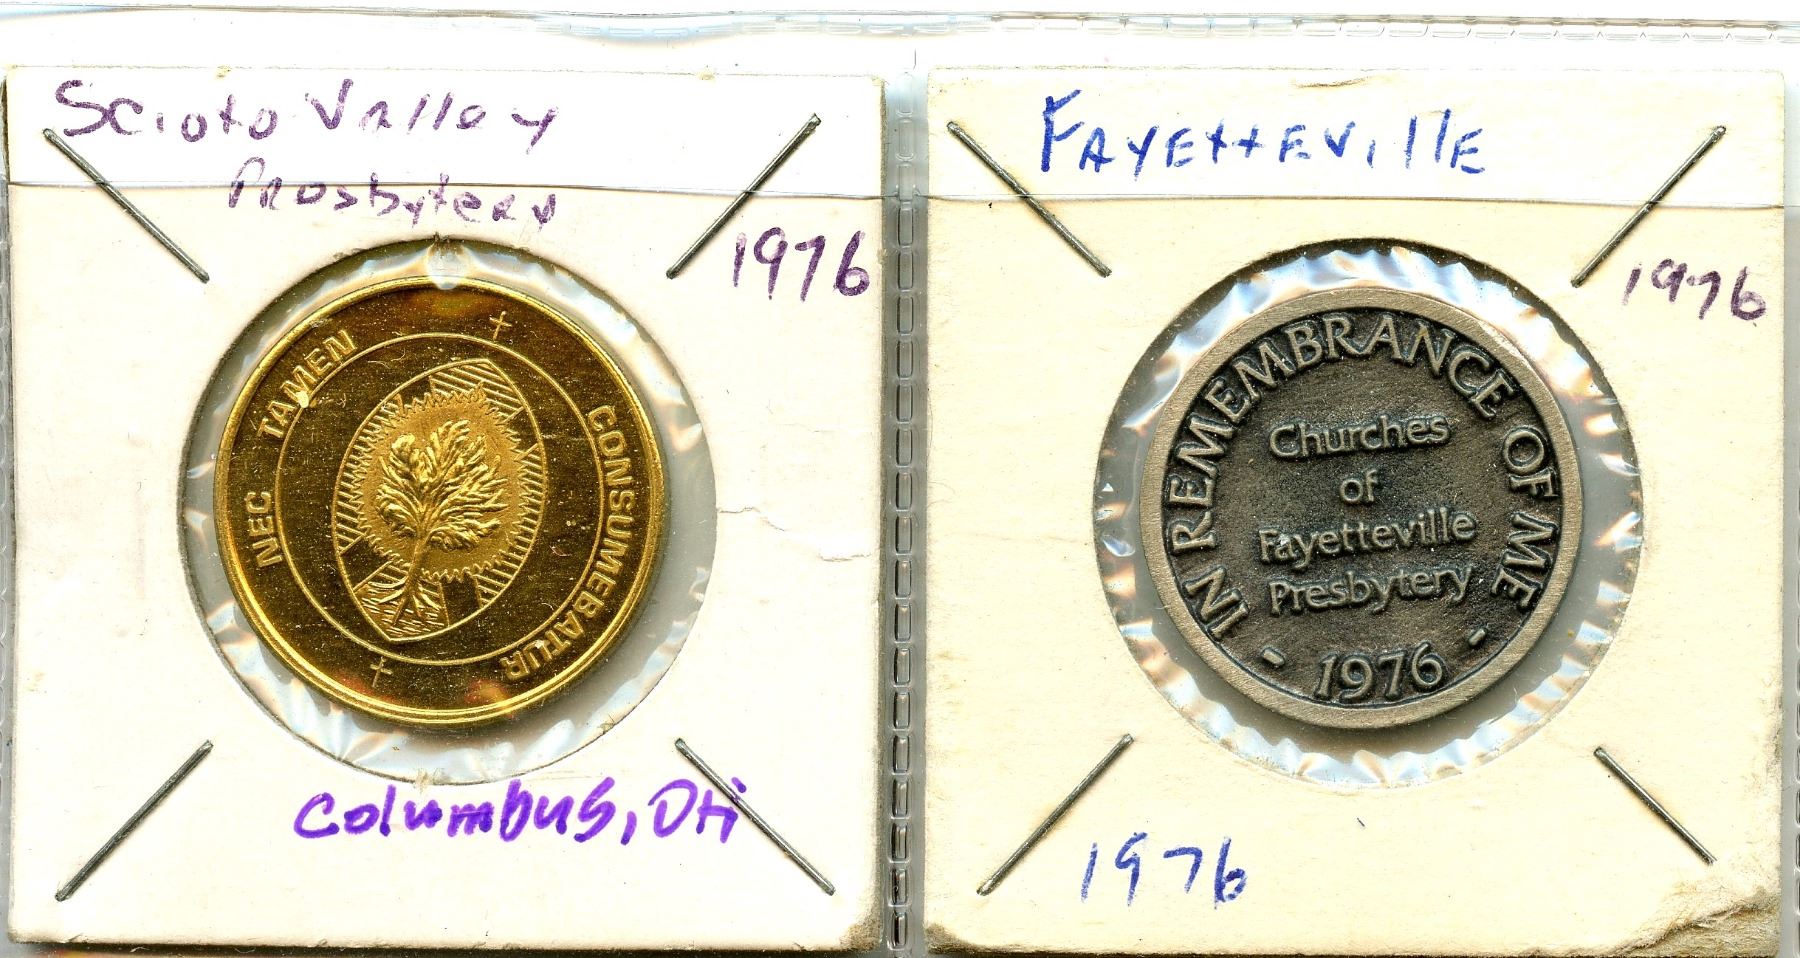 Scioto Valley
Presbytery
1976
NEC TAMEN CONSUMEBATUR
Columbus, OH
FAYETTEVIllE
1976
IN REMEMBRANCE OF ME
Churches
of
Fayetteville
Presbytery
- 1976 -
1976